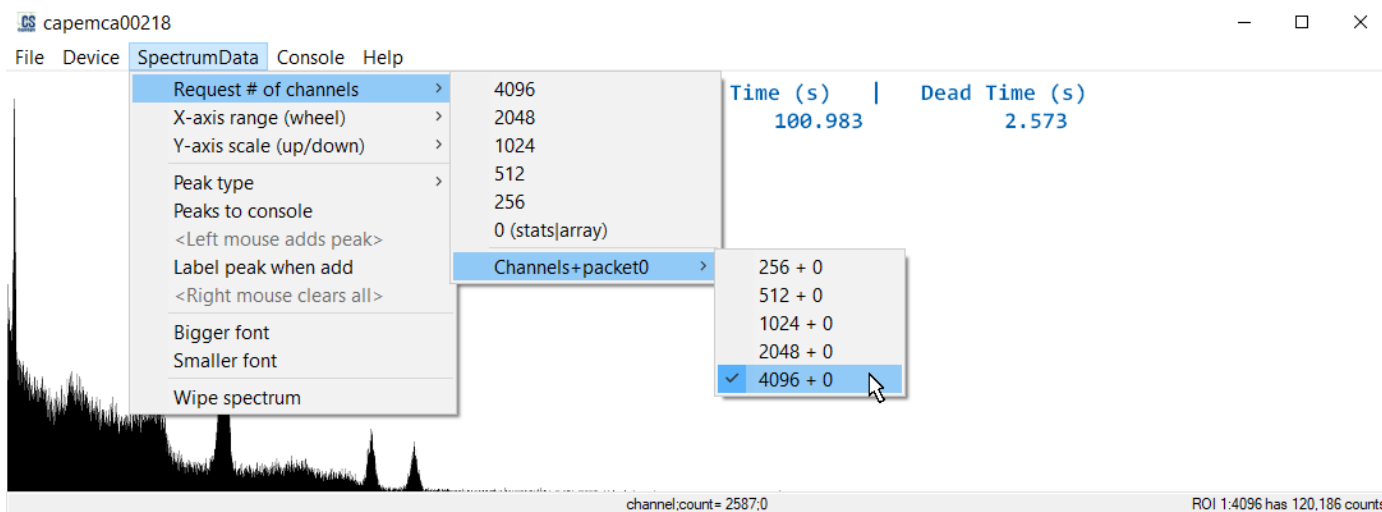 CS capemca00218
File Device SpectrumData Console Help
Request # of channels
X-axis range (wheel)
Y-axis scale (up/down)
Peak type
Peaks to console
<Left mouse adds peak>
Label peak when add
<Right mouse clears all>
Bigger font
Smaller font
Wipe spectrum
4096
2048
1024
512
256
0 (stats|array)
Channels+packet0
256 + 0
512 + 0
1024 + 0
2048 + 0
4096 + 0
Time (s) | Dead Time (s)
100.983 2.573
channel;count= 2587;0
ROI 1:4096 has 120,186 counts